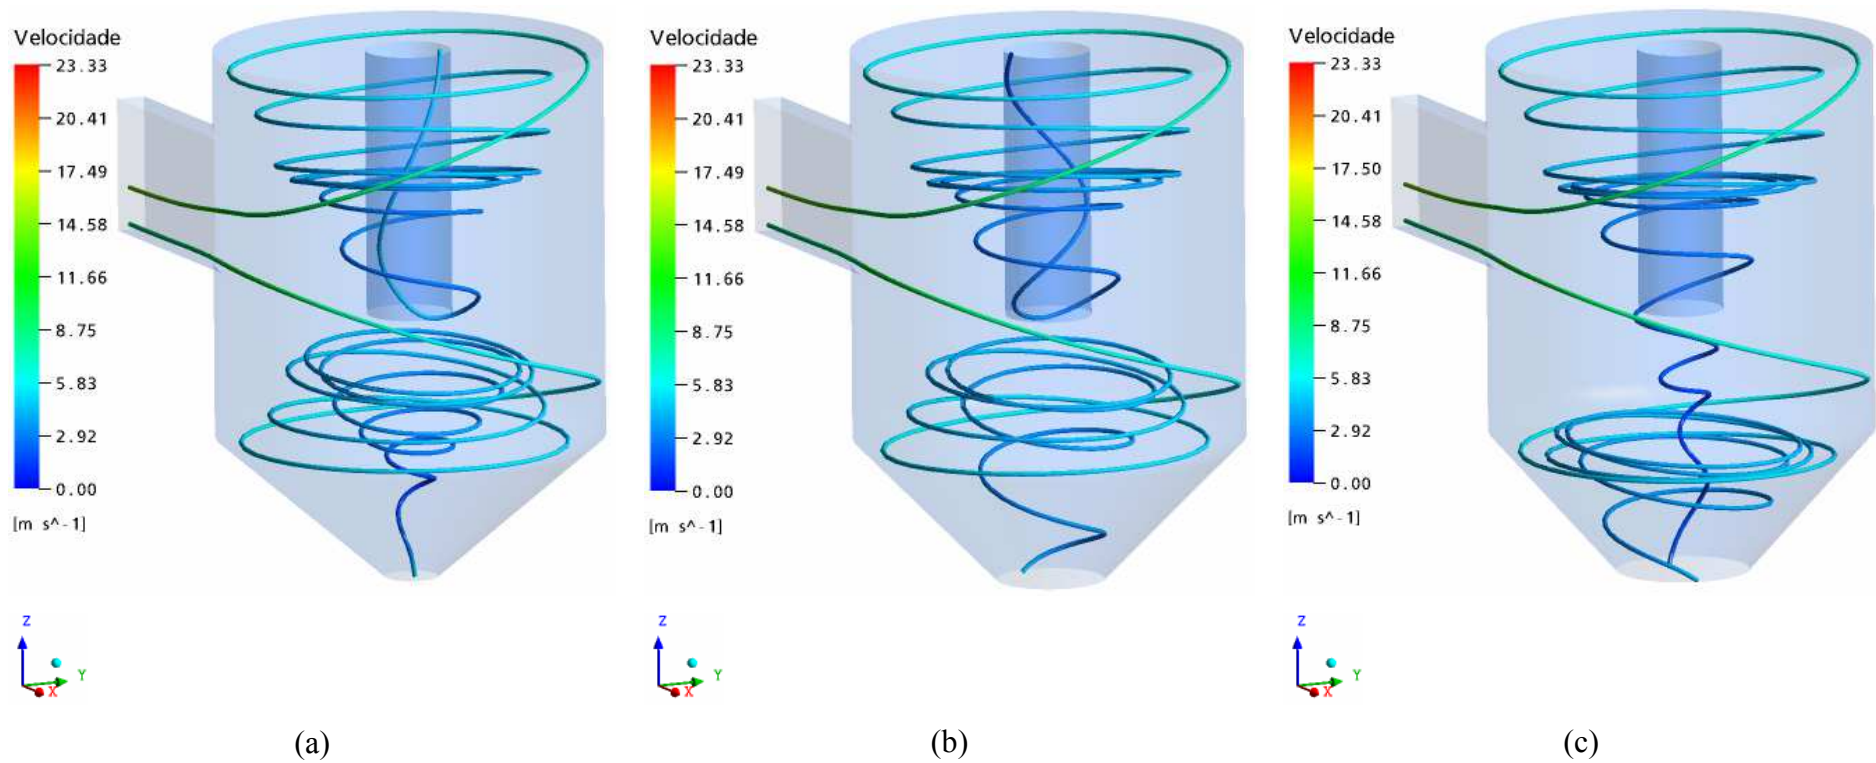 Velocidade
23.33
20.41
17.49
14.58
11.66
8.75
5.83
2.92
0.00
[m s^-1]
Z
Y
X
(a)
Velocidade
23.33
20.41
17.49
14.58
11.66
8.75
5.83
2.92
0.00
[m s^-1]
Z
Y
X
(b)
Velocidade
23.33
20.41
17.50
14.58
11.66
8.75
5.83
2.92
0.00
[m s^-1]
Z
Y
X
(c)